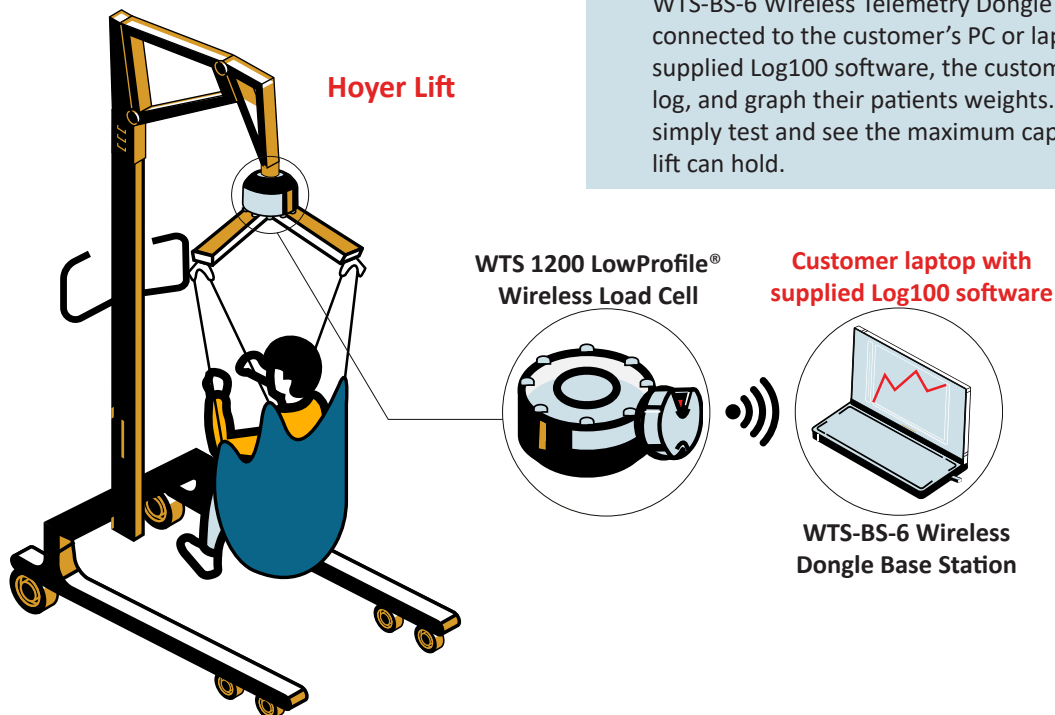 WTS-BS-6 Wireless Telemetry Dongle
connected to the customer’s PC or lap
supplied Log100 software, the custom
log, and graph their patients weights.
simply test and see the maximum cap
lift can hold.
Hoyer Lift
WTS 1200 LowProfile®
Wireless Load Cell
Customer laptop with
supplied Log100 software
WTS-BS-6 Wireless
Dongle Base Station